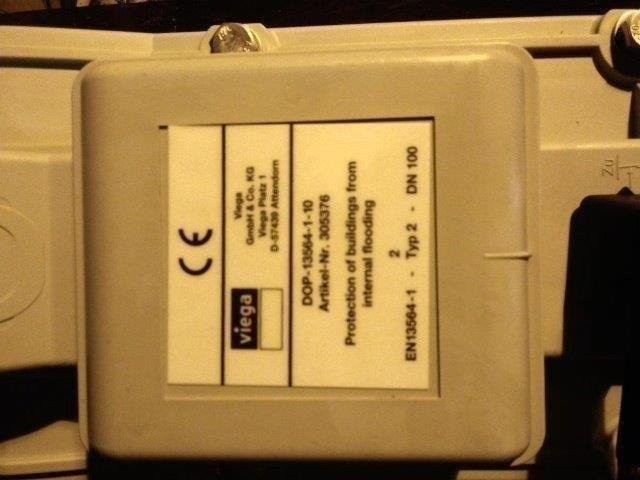 CE
viega
Viega
GmbH & Co. KG
Viega Platz 1
D-57439 Attendorn
DOP-13564-1-10
Artikel-Nr. 305376
Protection of buildings from
internal flooding
2
EN13564-1 - Typ 2 - DN 100
Zu